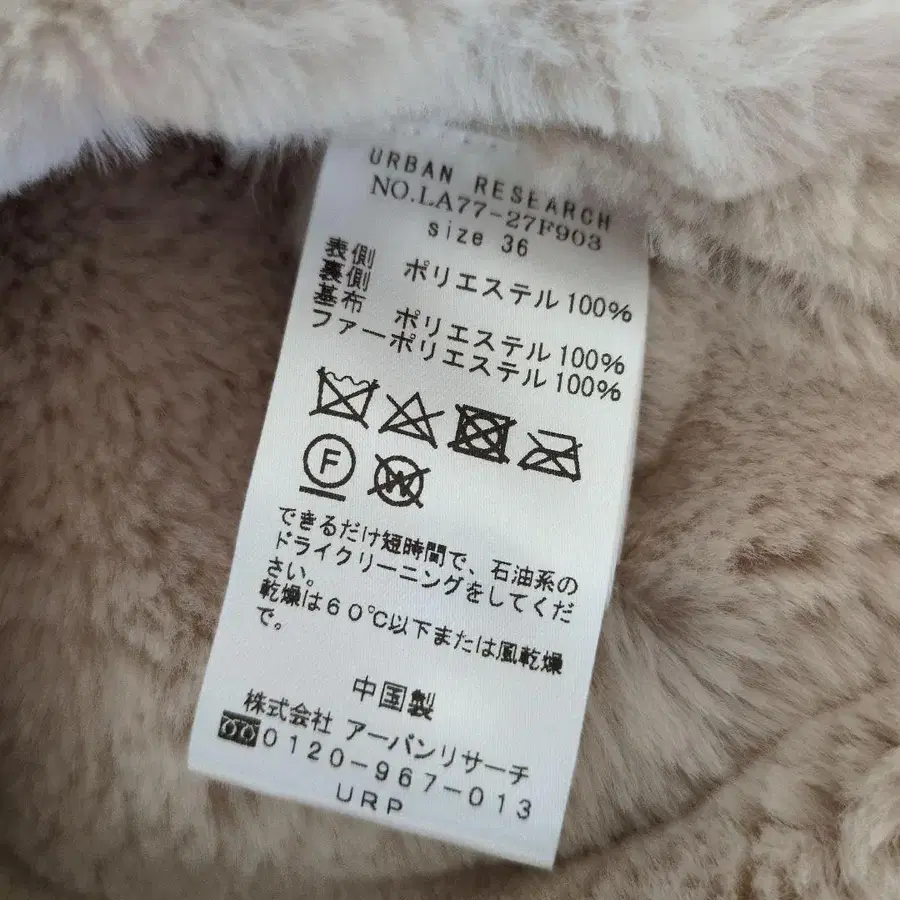 URBAN RESEARCH
NO.LA77-27F903
size 36
表側 ポリエステル100%
裏側
基布 ポリエステル100%
ファーポリエステル100%
F
W
できるだけ短時間で、石油系の
ドライクリーニングをしてくだ
さい。
乾燥は60℃以下または風乾燥
で。
中国製
株式会社 アーバンリサーチ
0120-967-013
URP